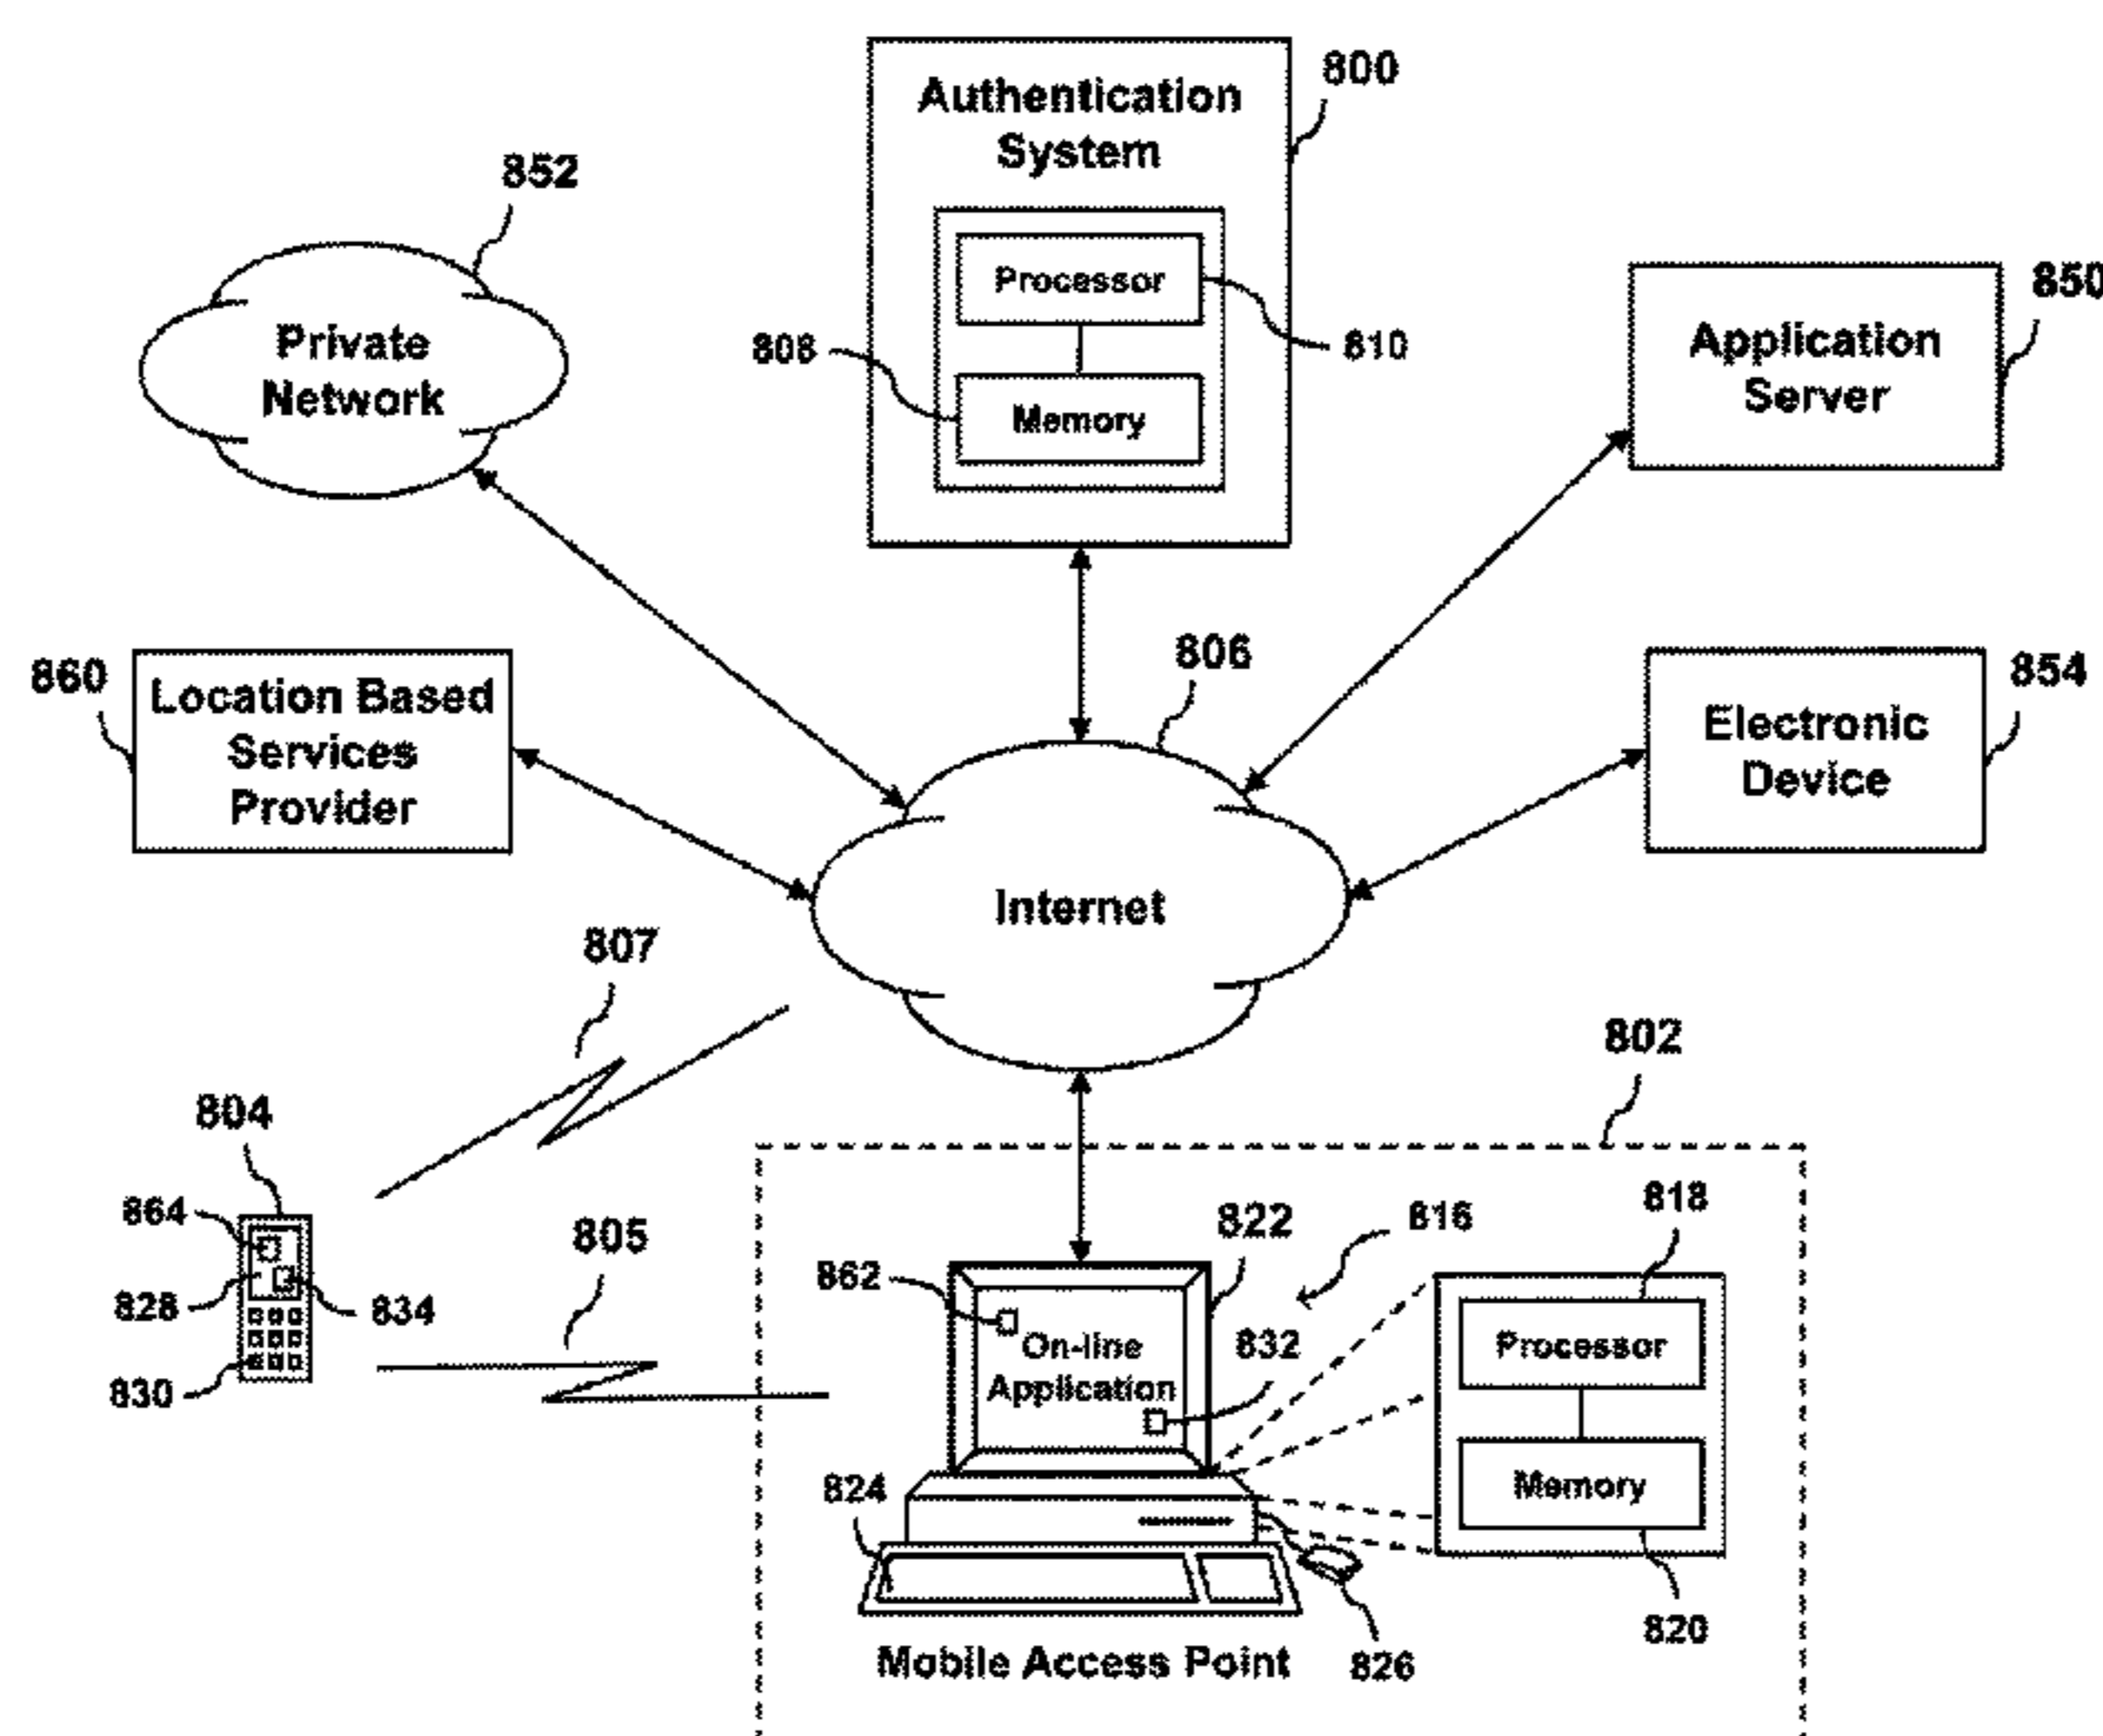 800
Authentication
System
852
Processor
850
Private
Network
808
810
Application
Server
Memory
806
860
Location Based
Services
Provider
854
Electronic
Device
Internet
807
802
804
818
864
822
816
805
862
828
834
On-line
Application
832
Processor
830
824
Memory
820
Mobile Access Point
826